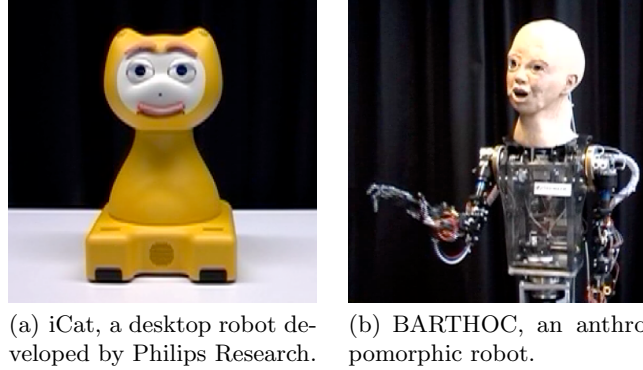 (a) iCat, a desktop robot de-
veloped by Philips Research.
(b) BARTHOC, an anthro
pomorphic robot.